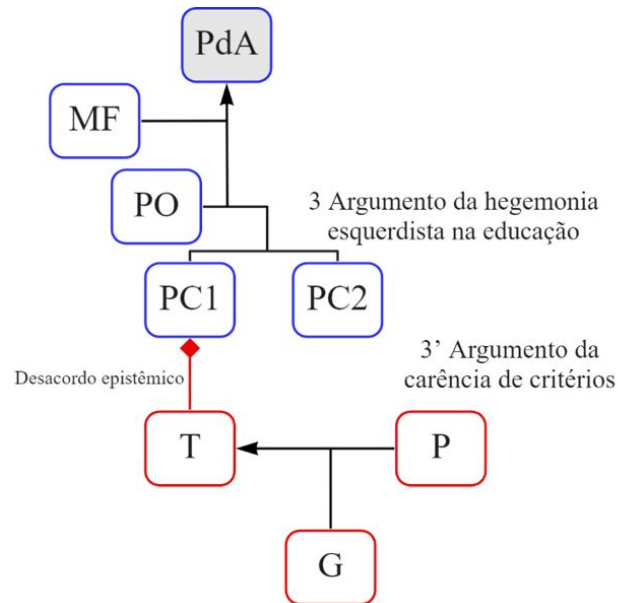 PdA
MF
PO
3 Argumento da hegemonia
esquerdista na educação
PC1
PC2
3’ Argumento da
carência de critérios
Desacordo epistêmico
T
P
G